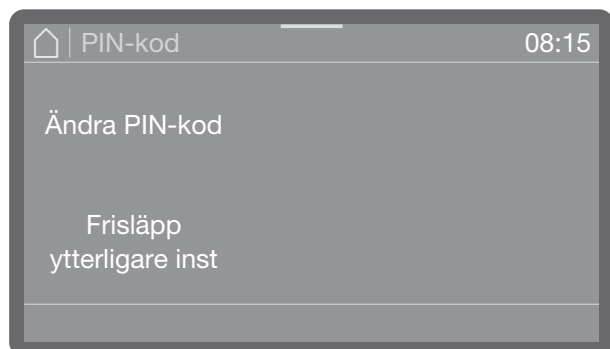 PIN-kod 08:15
Ändra PIN-kod
Frisläpp
ytterligare inst